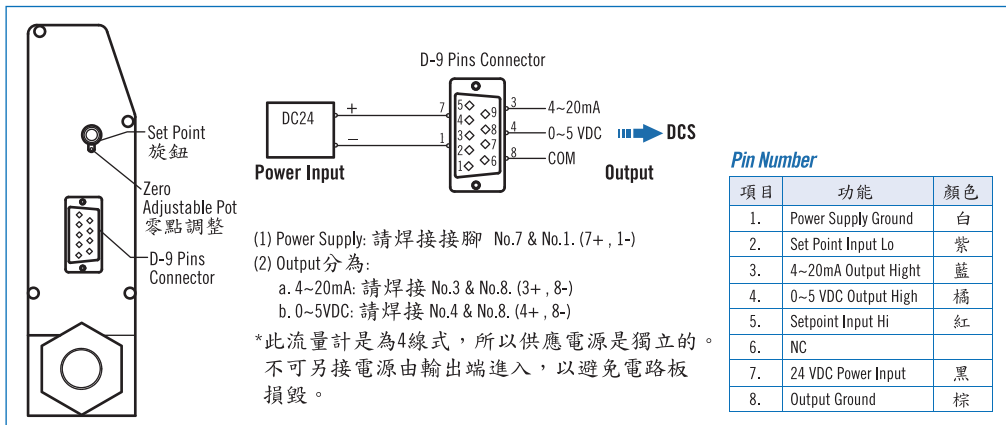 Set Point
旋鈕
Zero
Adjustable Pot
零點調整
D-9 Pins
Connector
D-9 Pins Connector
DC24
+
−
7
1
5
4
3
2
1
9
8
7
6
3
4
8
4~20mA
0~5 VDC
COM
DCS
Power Input
Output
(1) Power Supply: 請焊接接腳 No.7 & No.1. (7+ , 1-)
(2) Output分為:
a. 4~20mA: 請焊接 No.3 & No.8. (3+ , 8-)
b. 0~5VDC: 請焊接 No.4 & No.8. (4+ , 8-)
*此流量計是為4線式，所以供應電源是獨立的。
不可另接電源由輸出端進入，以避免電路板
損毀。
Pin Number
項目 功能 顏色
1. Power Supply Ground 白
2. Set Point Input Lo 紫
3. 4~20mA Output Hight 藍
4. 0~5 VDC Output High 橘
5. Setpoint Input Hi 紅
6. NC
7. 24 VDC Power Input 黑
8. Output Ground 棕